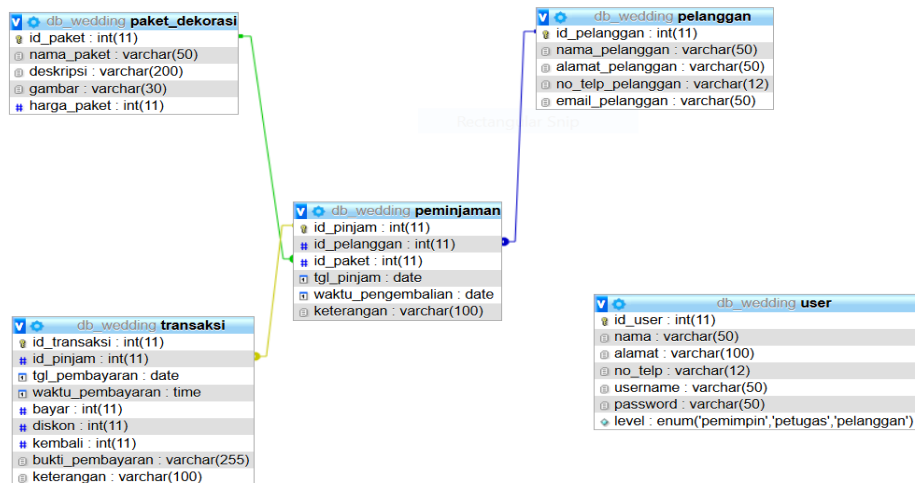 db_wedding paket_dekorasi
id_paket : int(11)
nama_paket : varchar(50)
deskripsi : varchar(200)
gambar : varchar(30)
harga_paket : int(11)
db_wedding pelanggan
id_pelanggan : int(11)
nama_pelanggan : varchar(50)
alamat_pelanggan : varchar(50)
no_telp_pelanggan : varchar(12)
email_pelanggan : varchar(50)
Rectangular Snip
db_wedding peminjaman
id_pinjam : int(11)
id_pelanggan : int(11)
id_paket : int(11)
tgl_pinjam : date
waktu_pengembalian : date
keterangan : varchar(100)
db_wedding transaksi
id_transaksi : int(11)
id_pinjam : int(11)
tgl_pembayaran : date
waktu_pembayaran : time
bayar : int(11)
diskon : int(11)
kembali : int(11)
bukti_pembayaran : varchar(255)
keterangan : varchar(100)
db_wedding user
id_user : int(11)
nama : varchar(50)
alamat : varchar(100)
no_telp : varchar(12)
username : varchar(50)
password : varchar(50)
level : enum('pemimpin','petugas','pelanggan')